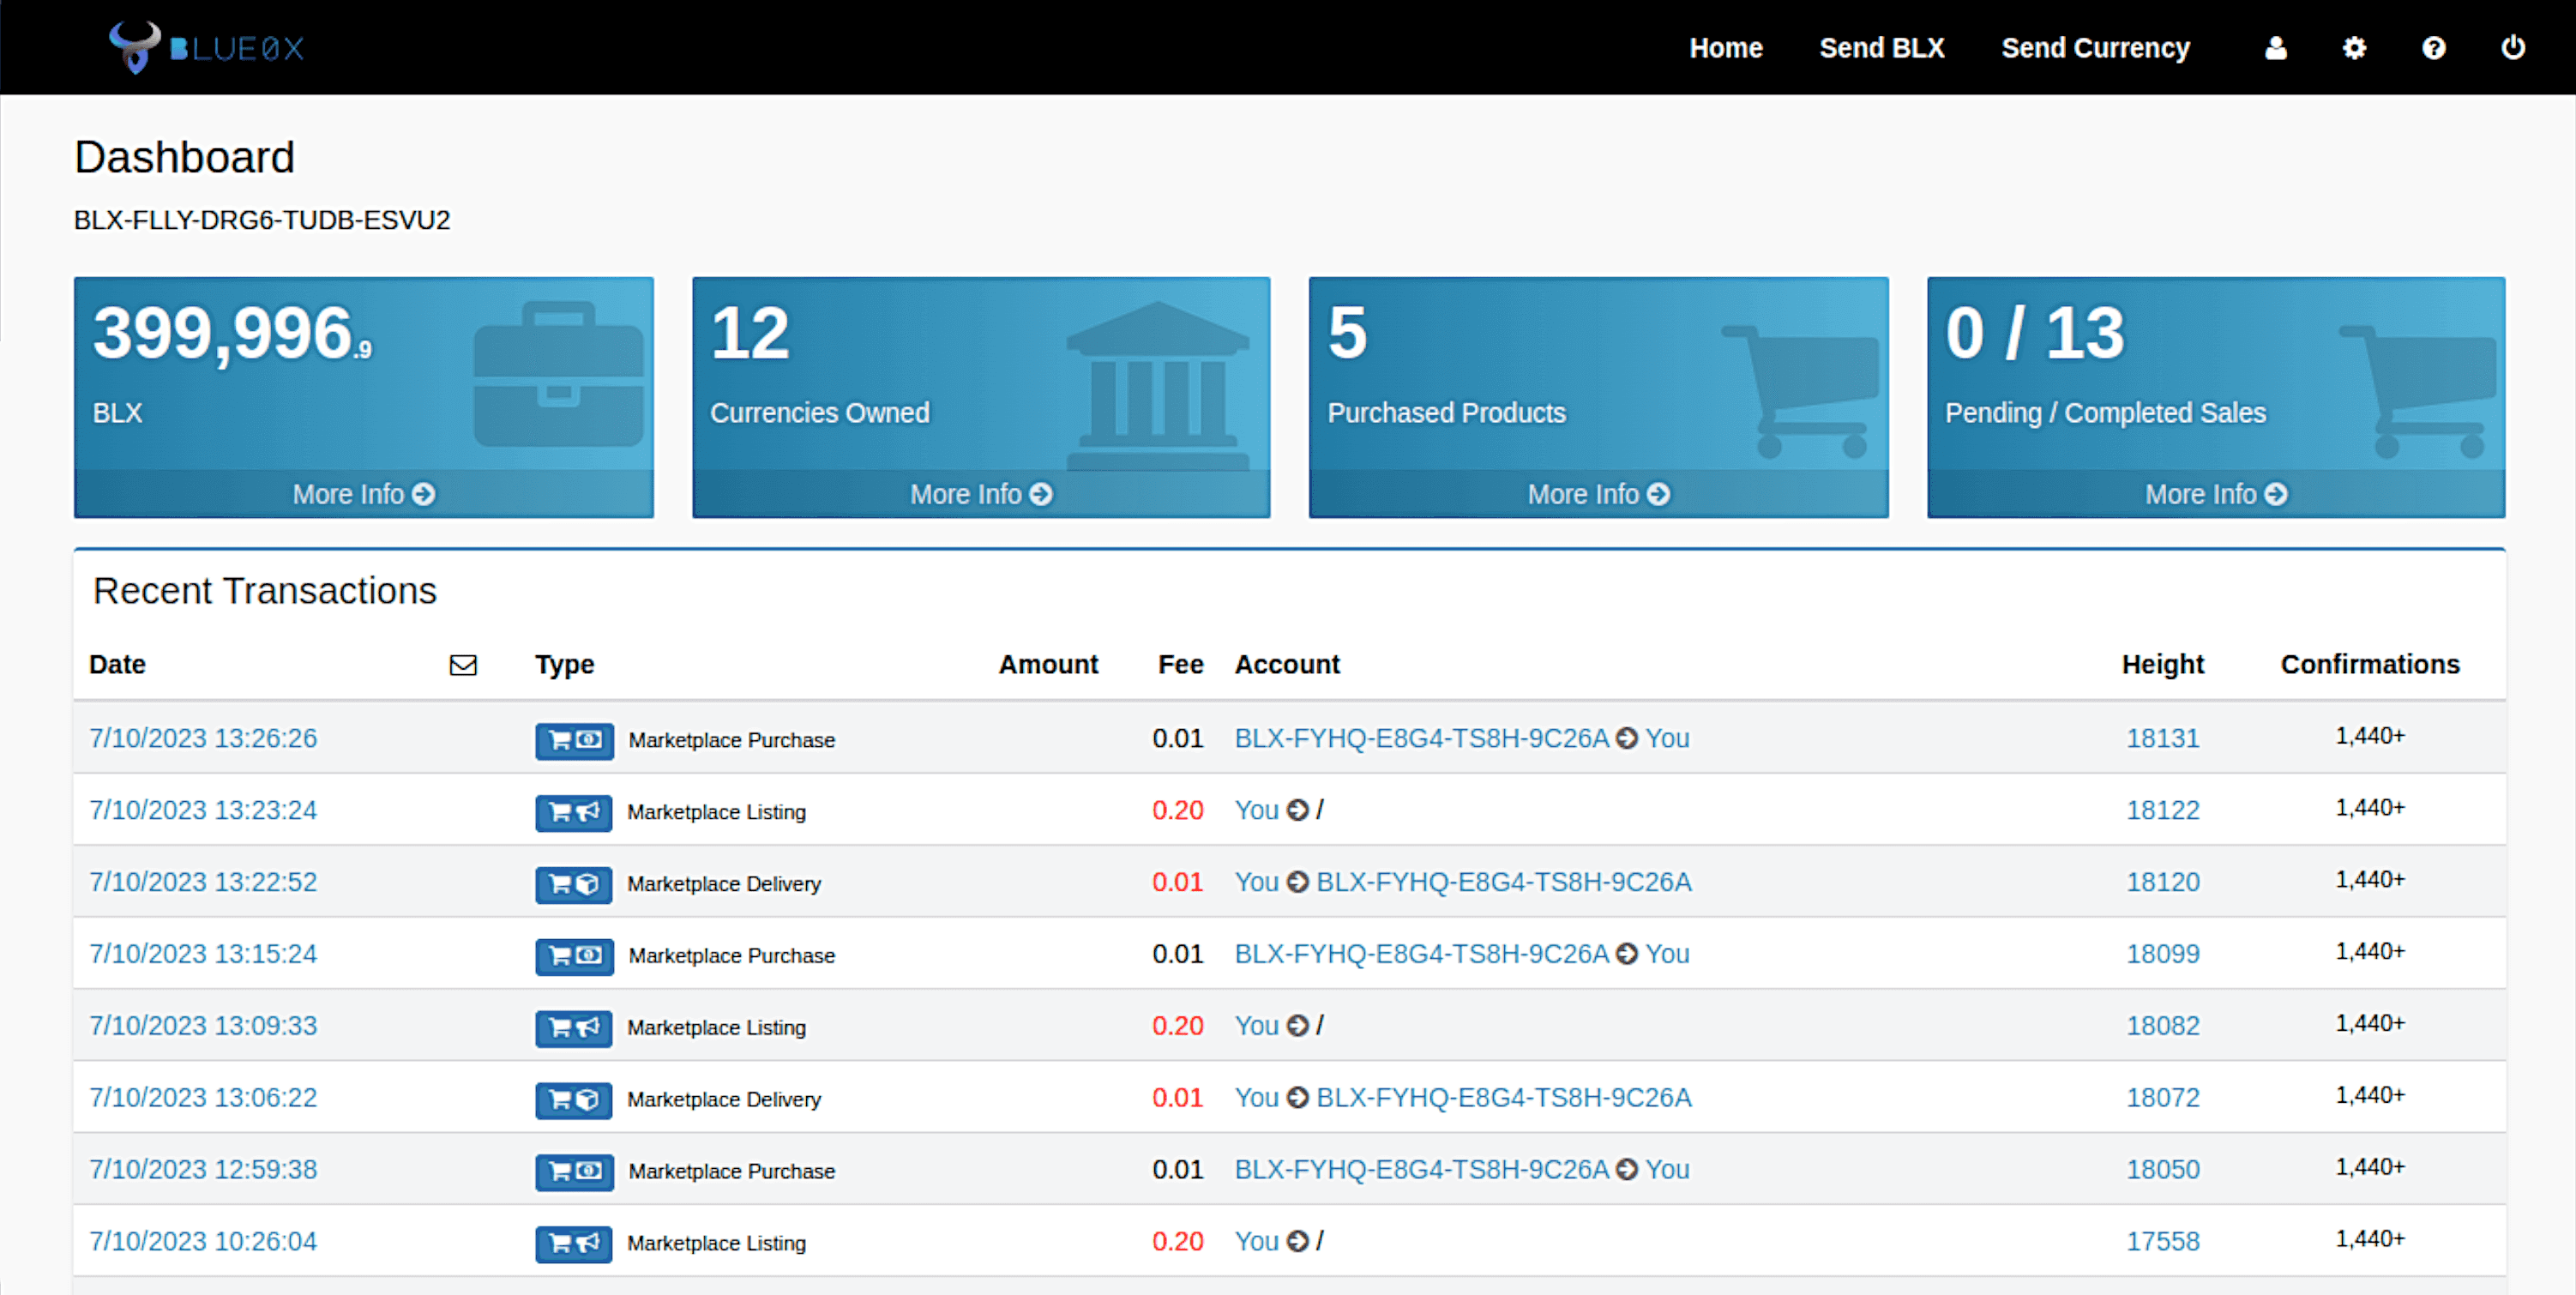 BLUE0X Home Send BLX Send Currency
Dashboard
BLX-FLLY-DRG6-TUDB-ESVU2
399,996.9 12 5 0 / 13
BLX Currencies Owned Purchased Products Pending / Completed Sales
More Info More Info More Info More Info
Recent Transactions
Date Type Amount Fee Account Height Confirmations
7/10/2023 13:26:26 Marketplace Purchase 0.01 BLX-FYHQ-E8G4-TS8H-9C26A You 18131 1,440+
7/10/2023 13:23:24 Marketplace Listing 0.20 You / 18122 1,440+
7/10/2023 13:22:52 Marketplace Delivery 0.01 You BLX-FYHQ-E8G4-TS8H-9C26A 18120 1,440+
7/10/2023 13:15:24 Marketplace Purchase 0.01 BLX-FYHQ-E8G4-TS8H-9C26A You 18099 1,440+
7/10/2023 13:09:33 Marketplace Listing 0.20 You / 18082 1,440+
7/10/2023 13:06:22 Marketplace Delivery 0.01 You BLX-FYHQ-E8G4-TS8H-9C26A 18072 1,440+
7/10/2023 12:59:38 Marketplace Purchase 0.01 BLX-FYHQ-E8G4-TS8H-9C26A You 18050 1,440+
7/10/2023 10:26:04 Marketplace Listing 0.20 You / 17558 1,440+